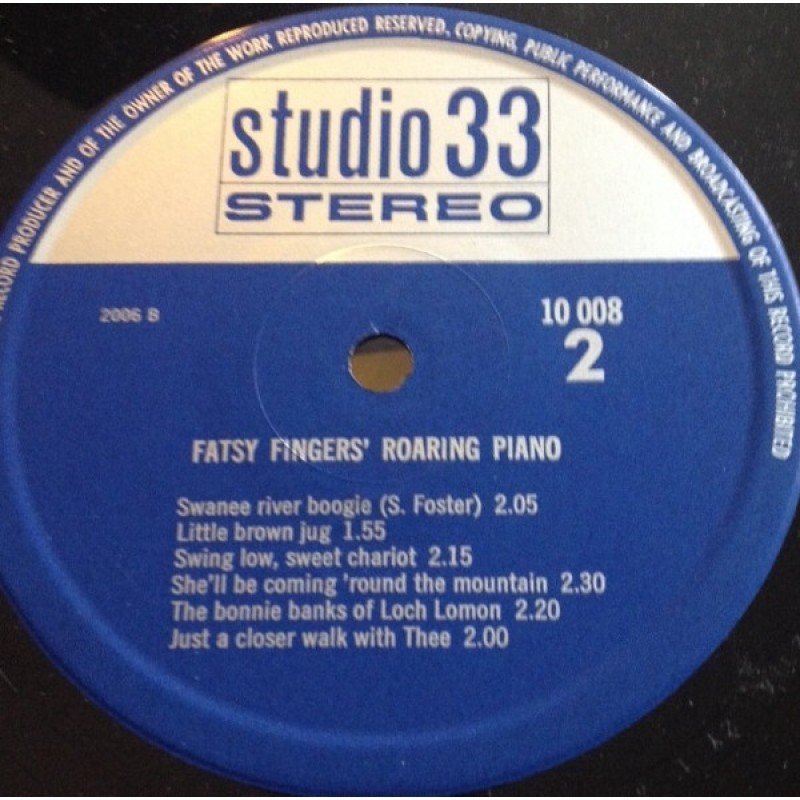 RECORD PRODUCER AND OF THE OWNER OF THE WORK REPRODUCED RESERVED. COPYING, PUBLIC PERFORMANCE AND BROADCASTING OF THIS RECORD PROHIBITED
studio 33
STEREO
2006 B
10 008
2
FATSY FINGERS' ROARING PIANO
Swanee river boogie (S. Foster) 2.05
Little brown jug 1.55
Swing low, sweet chariot 2.15
She'll be coming 'round the mountain 2.30
The bonnie banks of Loch Lomon 2.20
Just a closer walk with Thee 2.00